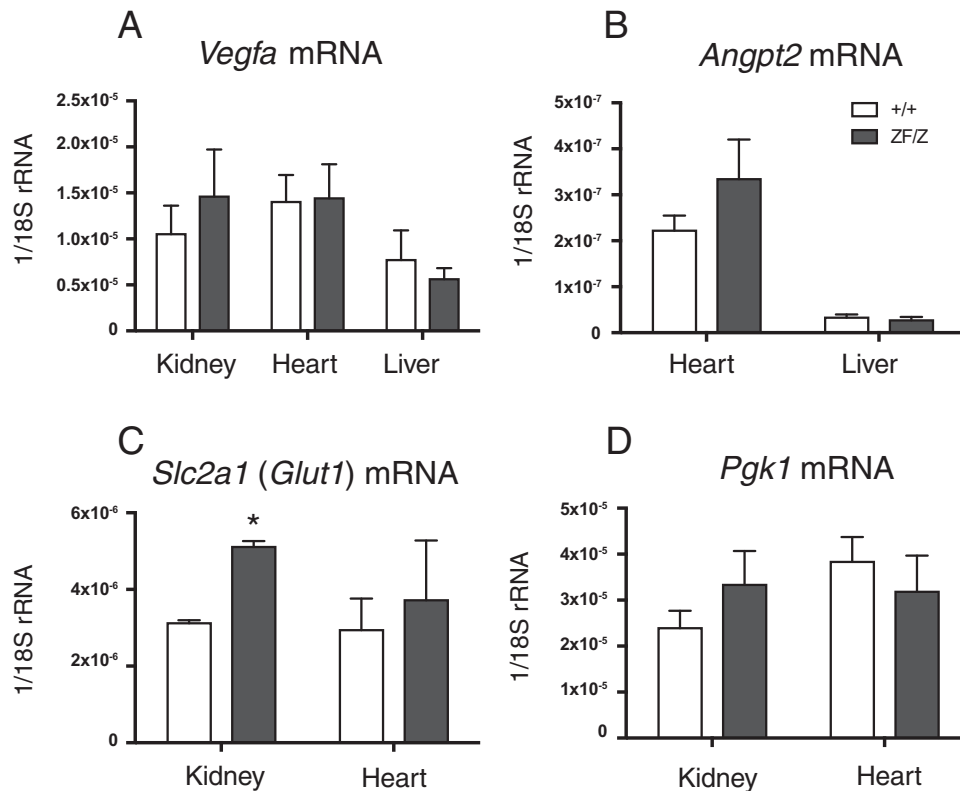 A
Vegfa mRNA
1/18S rRNA
2.5x10⁻⁵
2.0x10⁻⁵
1.5x10⁻⁵
1.0x10⁻⁵
0.5x10⁻⁵
0
Kidney Heart Liver
B
Angpt2 mRNA
1/18S rRNA
5x10⁻⁷
4x10⁻⁷
3x10⁻⁷
2x10⁻⁷
1x10⁻⁷
0
+/+
ZF/Z
Heart Liver
C
Slc2a1 (Glut1) mRNA
1/18S rRNA
6x10⁻⁶
4x10⁻⁶
2x10⁻⁶
0
*
Kidney Heart
D
Pgk1 mRNA
1/18S rRNA
5x10⁻⁵
4x10⁻⁵
3x10⁻⁵
2x10⁻⁵
1x10⁻⁵
0
Kidney Heart